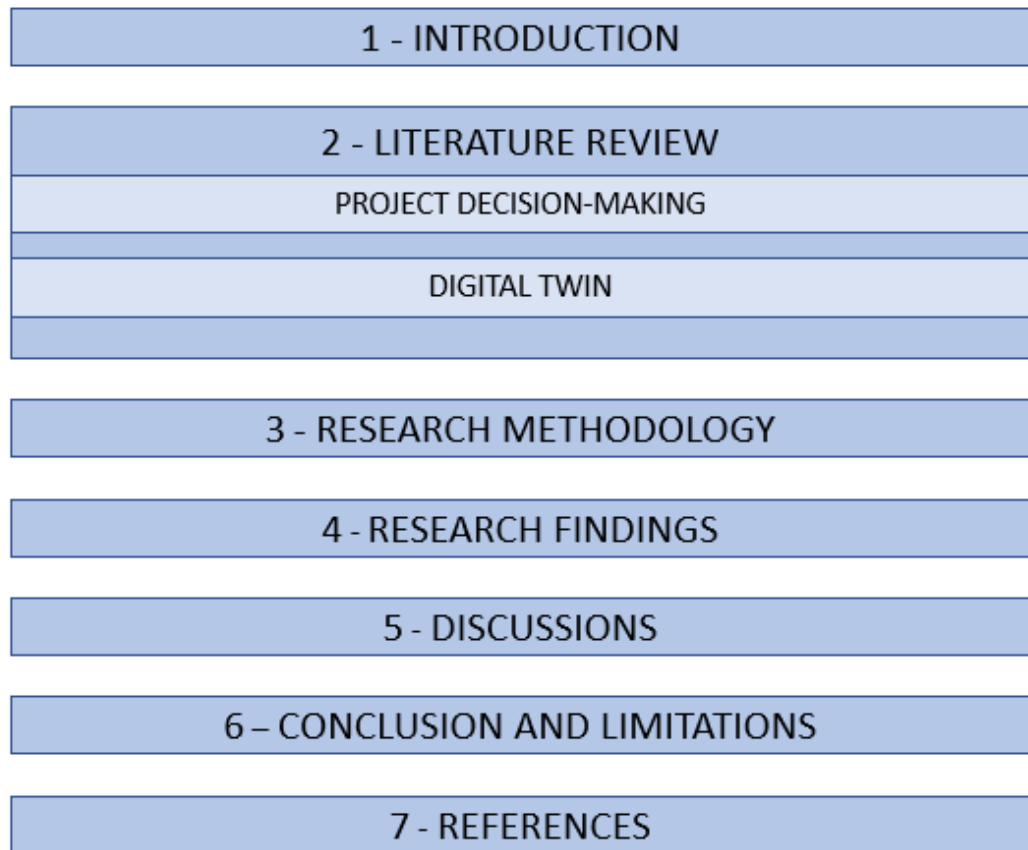 1 - INTRODUCTION
2 - LITERATURE REVIEW
PROJECT DECISION-MAKING
DIGITAL TWIN
3 - RESEARCH METHODOLOGY
4 - RESEARCH FINDINGS
5 - DISCUSSIONS
6 – CONCLUSION AND LIMITATIONS
7 - REFERENCES